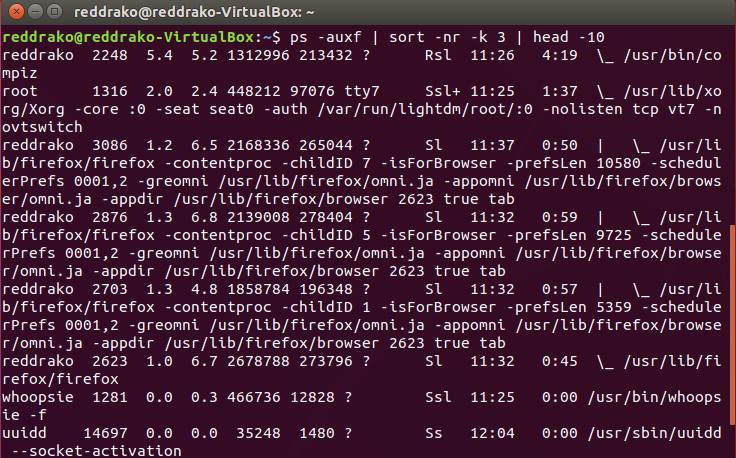 reddrako@reddrako-VirtualBox: ~
reddrako@reddrako-VirtualBox:~$ ps -auxf | sort -nr -k 3 | head -10
reddrako  2248  5.4  5.2 1312996 213432 ?      Rsl  11:26   4:19  \_ /usr/bin/co
mpiz
root      1316  2.0  2.4 448212 97076 tty7     Ssl+ 11:25   1:37  \_ /usr/lib/xo
rg/Xorg -core :0 -seat seat0 -auth /var/run/lightdm/root/:0 -nolisten tcp vt7 -n
ovtswitch
reddrako  3086  1.2  6.5 2168336 265044 ?      Sl   11:37   0:50  |   \_ /usr/li
b/firefox/firefox -contentproc -childID 7 -isForBrowser -prefsLen 10580 -schedul
erPrefs 0001,2 -greomni /usr/lib/firefox/omni.ja -appomni /usr/lib/firefox/brows
er/omni.ja -appdir /usr/lib/firefox/browser 2623 true tab
reddrako  2876  1.3  6.8 2139008 278404 ?      Sl   11:32   0:59  |   \_ /usr/li
b/firefox/firefox -contentproc -childID 5 -isForBrowser -prefsLen 9725 -schedule
rPrefs 0001,2 -greomni /usr/lib/firefox/omni.ja -appomni /usr/lib/firefox/browse
r/omni.ja -appdir /usr/lib/firefox/browser 2623 true tab
reddrako  2703  1.3  4.8 1858784 196348 ?      Sl   11:32   0:57  |   \_ /usr/li
b/firefox/firefox -contentproc -childID 1 -isForBrowser -prefsLen 5359 -schedule
rPrefs 0001,2 -greomni /usr/lib/firefox/omni.ja -appomni /usr/lib/firefox/browse
r/omni.ja -appdir /usr/lib/firefox/browser 2623 true tab
reddrako  2623  1.0  6.7 2678788 273796 ?      Sl   11:32   0:45  \_ /usr/lib/fi
refox/firefox
whoopsie  1281  0.0  0.3 466736 12828 ?        Ssl  11:25   0:00 /usr/bin/whoops
ie -f
uuidd    14697  0.0  0.0  35248  1480 ?        Ss   12:04   0:00 /usr/sbin/uuidd
 --socket-activation